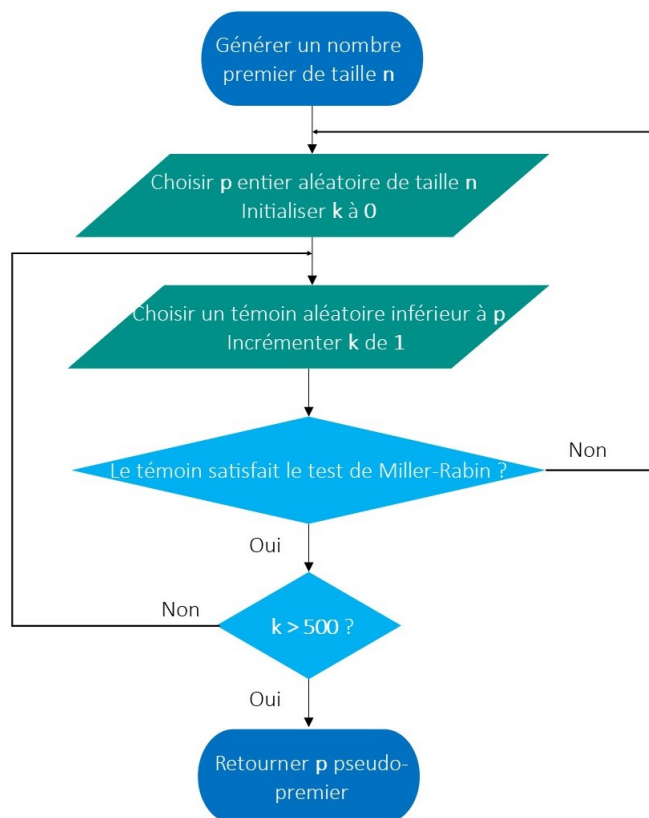 Générer un nombre
premier de taille n
Choisir p entier aléatoire de taille n
Initialiser k à 0
Choisir un témoin aléatoire inférieur à p
Incrémenter k de 1
Le témoin satisfait le test de Miller-Rabin ?
Non
Oui
Non
k > 500 ?
Oui
Retourner p pseudo-
premier